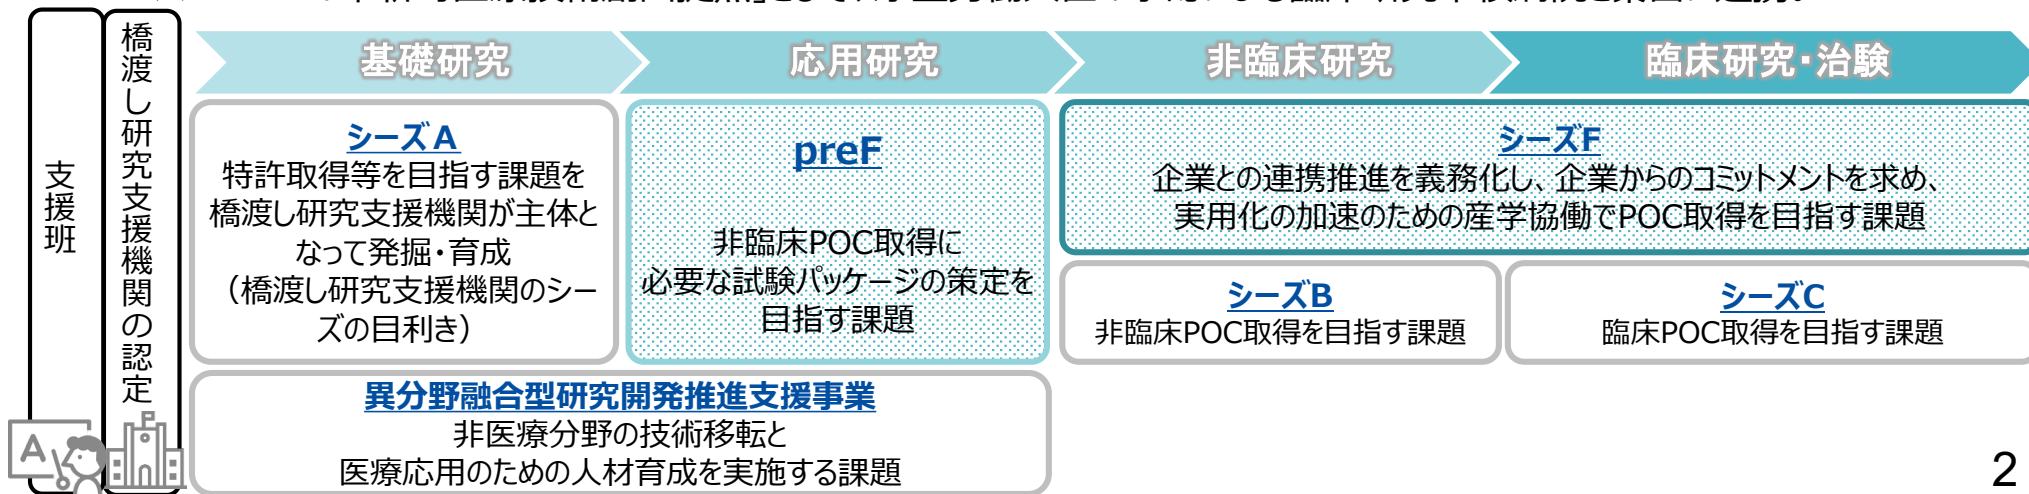 支援班
橋渡し研究支援機関の認定
基礎研究
応用研究
非臨床研究
臨床研究・治験
シーズA
特許取得等を目指す課題を
橋渡し研究支援機関が主体と
なって発掘・育成
（橋渡し研究支援機関のシー
ズの目利き）
preF
非臨床POC取得に
必要な試験パッケージの策定を
目指す課題
シーズF
企業との連携推進を義務化し、企業からのコミットメントを求め、
実用化の加速のための産学協働でPOC取得を目指す課題
シーズB
非臨床POC取得を目指す課題
シーズC
臨床POC取得を目指す課題
異分野融合型研究開発推進支援事業
非医療分野の技術移転と
医療応用のための人材育成を実施する課題
A
2